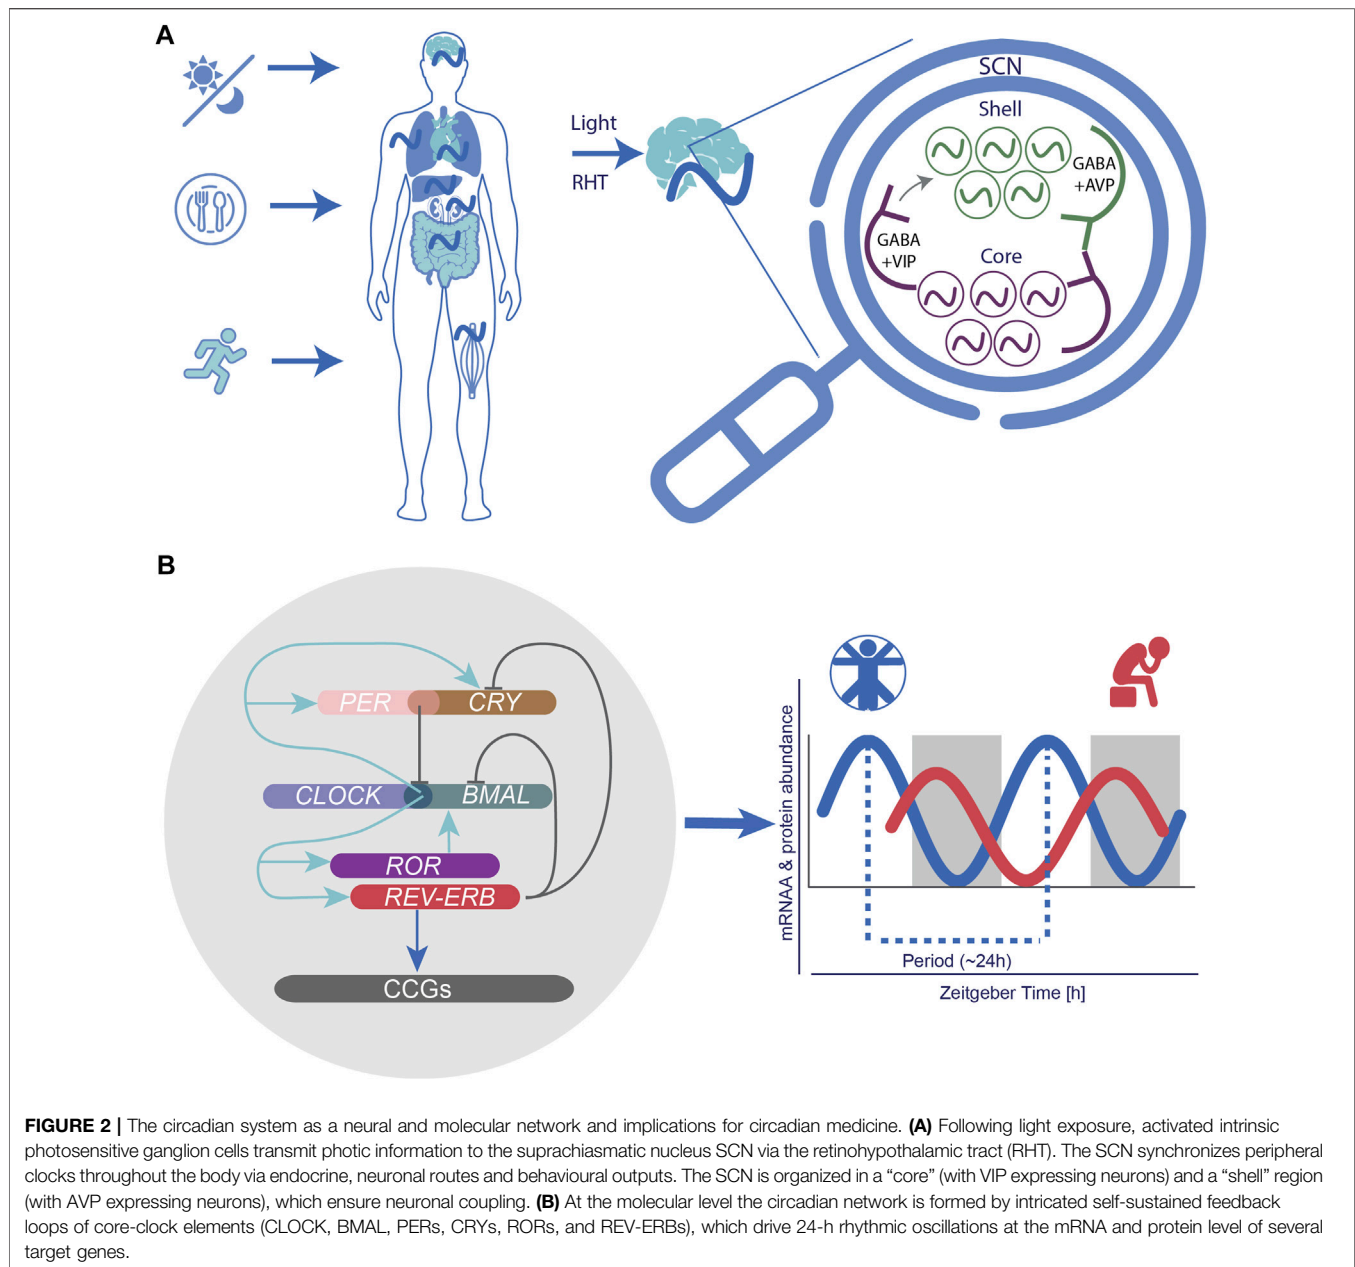 A
SCN
Shell
Light
GABA
+AVP
RHT
GABA
+VIP
Core
B
PER
CRY
CLOCK
BMAL
ROR
REV-ERB
CCGs
mRNAA & protein abundance
Period (~24h)
Zeitgeber Time [h]
FIGURE 2 | The circadian system as a neural and molecular network and implications for circadian medicine. (A) Following light exposure, activated intrinsic
photosensitive ganglion cells transmit photic information to the suprachiasmatic nucleus SCN via the retinohypothalamic tract (RHT). The SCN synchronizes peripheral
clocks throughout the body via endocrine, neuronal routes and behavioural outputs. The SCN is organized in a “core” (with VIP expressing neurons) and a “shell” region
(with AVP expressing neurons), which ensure neuronal coupling. (B) At the molecular level the circadian network is formed by intricated self-sustained feedback
loops of core-clock elements (CLOCK, BMAL, PERs, CRYs, RORs, and REV-ERBs), which drive 24-h rhythmic oscillations at the mRNA and protein level of several
target genes.